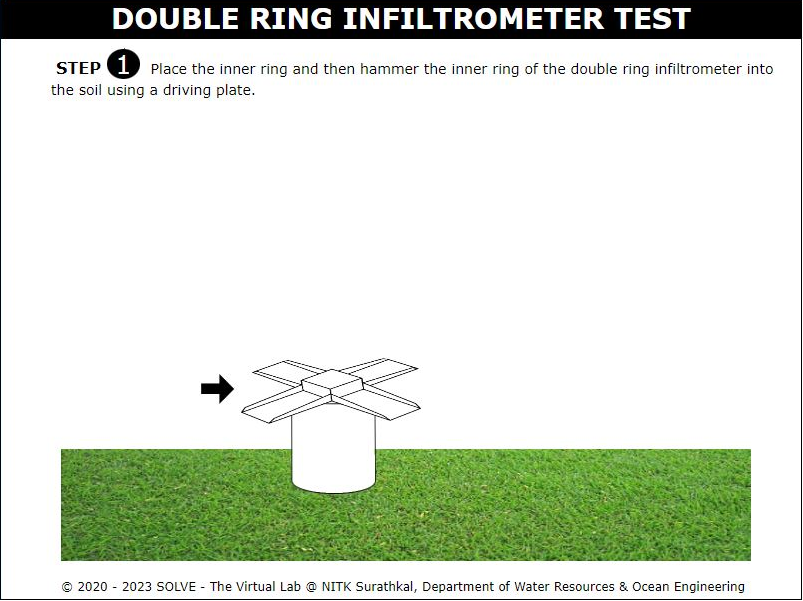 DOUBLE RING INFILTROMETER TEST
STEP 1 Place the inner ring and then hammer the inner ring of the double ring infiltrometer into
the soil using a driving plate.
© 2020 - 2023 SOLVE - The Virtual Lab @ NITK Surathkal, Department of Water Resources & Ocean Engineering